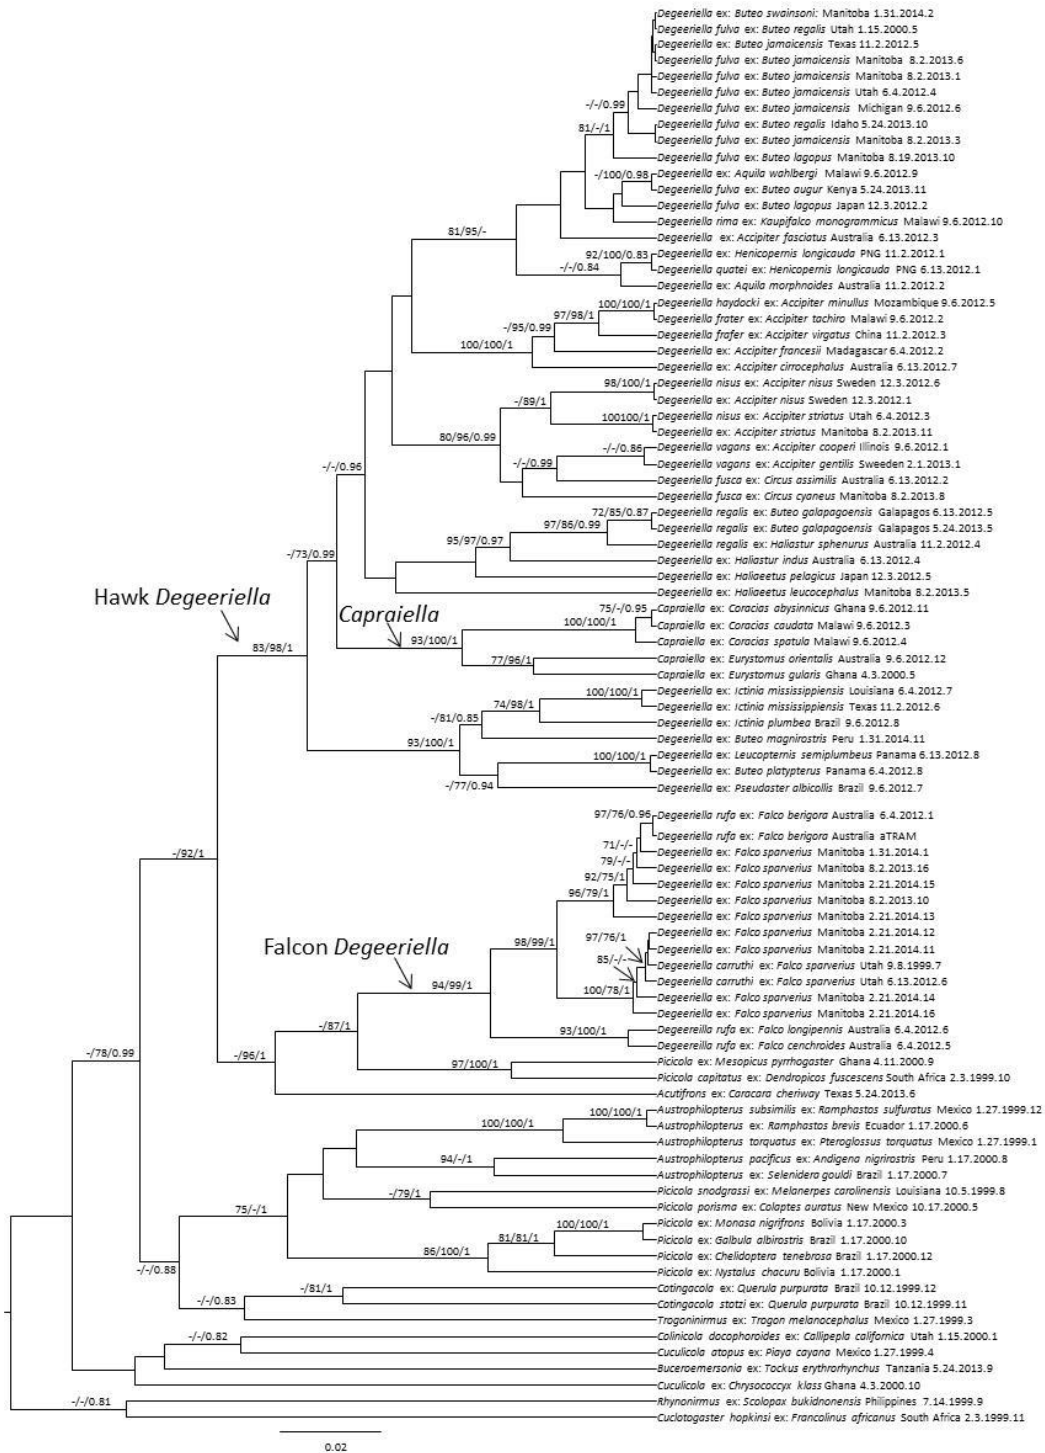 Degeeriella ex: Buteo swainsoni: Manitoba 1.31.2014.2
Degeeriella fulva ex: Buteo regalis Utah 1.15.2000.5
Degeeriella ex: Buteo jamaicensis Texas 11.2.2012.5
Degeeriella fulva ex: Buteo jamaicensis Manitoba 8.2.2013.6
Degeeriella fulva ex: Buteo jamaicensis Manitoba 8.2.2013.1
Degeeriella fulva ex: Buteo jamaicensis Utah 6.4.2012.4
-/-/0.99 Degeeriella fulva ex: Buteo jamaicensis Michigan 9.6.2012.6
81/-/1 Degeeriella fulva ex: Buteo regalis Idaho 5.24.2013.10
Degeeriella fulva ex: Buteo jamaicensis Manitoba 8.2.2013.3
Degeeriella fulva ex: Buteo lagopus Manitoba 8.19.2013.10
-/100/0.98 Degeeriella ex: Aquila wahlbergi Malawi 9.6.2012.9
Degeeriella fulva ex: Buteo augur Kenya 5.24.2013.11
Degeeriella fulva ex: Buteo lagopus Japan 12.3.2012.2
Degeeriella rima ex: Kaupifalco monogrammicus Malawi 9.6.2012.10
81/95/- Degeeriella ex: Accipiter fasciatus Australia 6.13.2012.3
92/100/0.83 Degeeriella ex: Henicopernis longicauda PNG 11.2.2012.1
-/-/0.84 Degeeriella quatei ex: Henicopernis longicauda PNG 6.13.2012.1
Degeeriella ex: Aquila morphnoides Australia 11.2.2012.2
100/100/1 Degeeriella haydocki ex: Accipiter minullus Mozambique 9.6.2012.5
97/98/1 Degeeriella frater ex: Accipiter tachiro Malawi 9.6.2012.2
-/95/0.99 Degeeriella frafer ex: Accipiter virgatus China 11.2.2012.3
100/100/1 Degeeriella ex: Accipiter francesii Madagascar 6.4.2012.2
Degeeriella ex: Accipiter cirrocephalus Australia 6.13.2012.7
98/100/1 Degeeriella nisus ex: Accipiter nisus Sweden 12.3.2012.6
-/89/1 Degeeriella ex: Accipiter nisus Sweden 12.3.2012.1
100100/1 Degeeriella nisus ex: Accipiter striatus Utah 6.4.2012.3
80/96/0.99 Degeeriella ex: Accipiter striatus Manitoba 8.2.2013.11
-/-/0.86 Degeeriella vagans ex: Accipiter cooperi Illinois 9.6.2012.1
-/-/0.99 Degeeriella vagans ex: Accipiter gentilis Sweeden 2.1.2013.1
-/-/0.96 Degeeriella fusca ex: Circus assimilis Australia 6.13.2012.2
Degeeriella fusca ex: Circus cyaneus Manitoba 8.2.2013.8
72/85/0.87 Degeeriella regalis ex: Buteo galapagoensis Galapagos 6.13.2012.5
97/86/0.99 Degeeriella regalis ex: Buteo galapagoensis Galapagos 5.24.2013.5
95/97/0.97 Degeeriella regalis ex: Haliastur sphenurus Australia 11.2.2012.4
-/73/0.99 Degeeriella ex: Haliastur indus Australia 6.13.2012.4
Degeeriella ex: Haliaeetus pelagicus Japan 12.3.2012.5
Hawk Degeeriella Degeeriella ex: Haliaeetus leucocephalus Manitoba 8.2.2013.5
Capraiella 75/-/0.95 Capraiella ex: Coracias abysinnicus Ghana 9.6.2012.11
100/100/1 Capraiella ex: Coracias caudata Malawi 9.6.2012.3
83/98/1 93/100/1 Capraiella ex: Coracias spatula Malawi 9.6.2012.4
77/96/1 Capraiella ex: Eurystomus orientalis Australia 9.6.2012.12
Capraiella ex: Eurystomus gularis Ghana 4.3.2000.5
100/100/1 Degeeriella ex: Ictinia mississippiensis Louisiana 6.4.2012.7
74/98/1 Degeeriella ex: Ictinia mississippiensis Texas 11.2.2012.6
-/81/0.85 Degeeriella ex: Ictinia plumbea Brazil 9.6.2012.8
93/100/1 Degeeriella ex: Buteo magnirostris Peru 1.31.2014.11
100/100/1 Degeeriella ex: Leucopternis semiplumbeus Panama 6.13.2012.8
Degeeriella ex: Buteo platypterus Panama 6.4.2012.8
-/77/0.94 Degeeriella ex: Pseudaster albicollis Brazil 9.6.2012.7
97/76/0.96 Degeeriella rufa ex: Falco berigora Australia 6.4.2012.1
Degeeriella rufa ex: Falco berigora Australia aTRAM
71/-/- Degeeriella ex: Falco sparverius Manitoba 1.31.2014.1
-/92/1 79/-/- Degeeriella ex: Falco sparverius Manitoba 8.2.2013.16
92/75/1 Degeeriella ex: Falco sparverius Manitoba 2.21.2014.15
96/79/1 Degeeriella ex: Falco sparverius Manitoba 8.2.2013.10
Degeeriella ex: Falco sparverius Manitoba 2.21.2014.13
97/76/1 Degeeriella ex: Falco sparverius Manitoba 2.21.2014.12
Falcon Degeeriella 98/99/1 Degeeriella ex: Falco sparverius Manitoba 2.21.2014.11
85/-/- Degeeriella carruthi ex: Falco sparverius Utah 9.8.1999.7
94/99/1 Degeeriella carruthi ex: Falco sparverius Utah 6.13.2012.6
100/78/1 Degeeriella ex: Falco sparverius Manitoba 2.21.2014.14
Degeeriella ex: Falco sparverius Manitoba 2.21.2014.16
-/87/1 93/100/1 Degeereilla rufa ex: Falco longipennis Australia 6.4.2012.6
-/78/0.99 Degeereilla rufa ex: Falco cenchroides Australia 6.4.2012.5
-/96/1 97/100/1 Picicola ex: Mesopicus pyrrhogaster Ghana 4.11.2000.9
Picicola capitatus ex: Dendropicos fuscescens South Africa 2.3.1999.10
Acutifrons ex: Caracara cheriway Texas 5.24.2013.6
100/100/1 Austrophilopterus subsimilis ex: Ramphastos sulfuratus Mexico 1.27.1999.12
100/100/1 Austrophilopterus ex: Ramphastos brevis Ecuador 1.17.2000.6
Austrophilopterus torquatus ex: Pteroglossus torquatus Mexico 1.27.1999.1
94/-/1 Austrophilopterus pacificus ex: Andigena nigrirostris Peru 1.17.2000.8
Austrophilopterus ex: Selenidera gouldi Brazil 1.17.2000.7
-/79/1 Picicola snodgrassi ex: Melanerpes carolinensis Louisiana 10.5.1999.8
75/-/1 Picicola porisma ex: Colaptes auratus New Mexico 10.17.2000.5
100/100/1 Picicola ex: Monasa nigrifrons Bolivia 1.17.2000.3
81/81/1 Picicola ex: Galbula albirostris Brazil 1.17.2000.10
86/100/1 Picicola ex: Chelidoptera tenebrosa Brazil 1.17.2000.12
-/-/0.88 Picicola ex: Nystalus chacuru Bolivia 1.17.2000.1
-/81/1 Cotingacola ex: Querula purpurata Brazil 10.12.1999.12
-/-/0.83 Cotingacola stotzi ex: Querula purpurata Brazil 10.12.1999.11
Trogoninirmus ex: Trogon melanocephalus Mexico 1.27.1999.3
-/-/0.82 Colinicola docophoroides ex: Callipepla californica Utah 1.15.2000.1
Cuculicola atopus ex: Piaya cayana Mexico 1.27.1999.4
Buceroemersonia ex: Tockus erythrorhynchus Tanzania 5.24.2013.9
Cuculicola ex: Chrysococcyx klass Ghana 4.3.2000.10
-/-/0.81 Rhynonirmus ex: Scolopax bukidnonensis Philippines 7.14.1999.9
Cuclotogaster hopkinsi ex: Francolinus africanus South Africa 2.3.1999.11
0.02